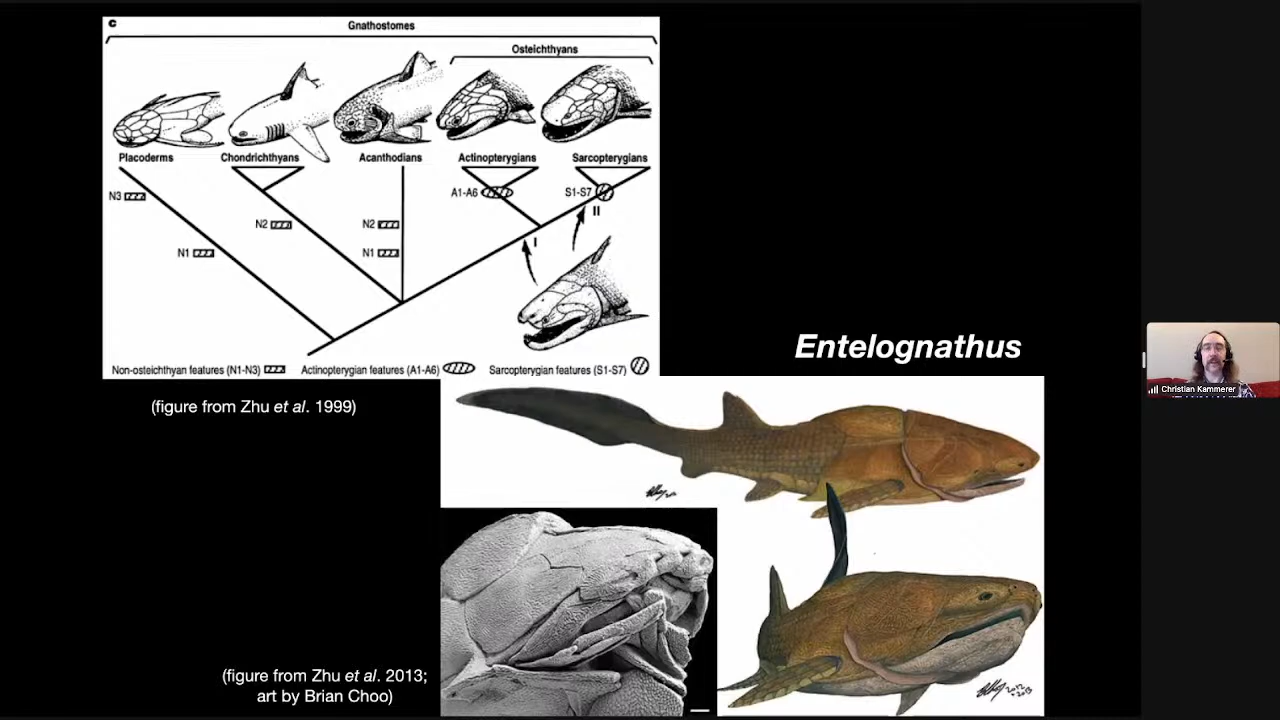 c
Gnathostomes
Osteichthyans
Placoderms
Chondrichthyans
Acanthodians
Actinopterygians
Sarcopterygians
N3
A1-A6
S1-S7
N2
N2
II
N1
N1
I
Non-osteichthyan features (N1-N3)
Actinopterygian features (A1-A6)
Sarcopterygian features (S1-S7)
(figure from Zhu et al. 1999)
Entelognathus
Christian Kammerer
(figure from Zhu et al. 2013;
art by Brian Choo)